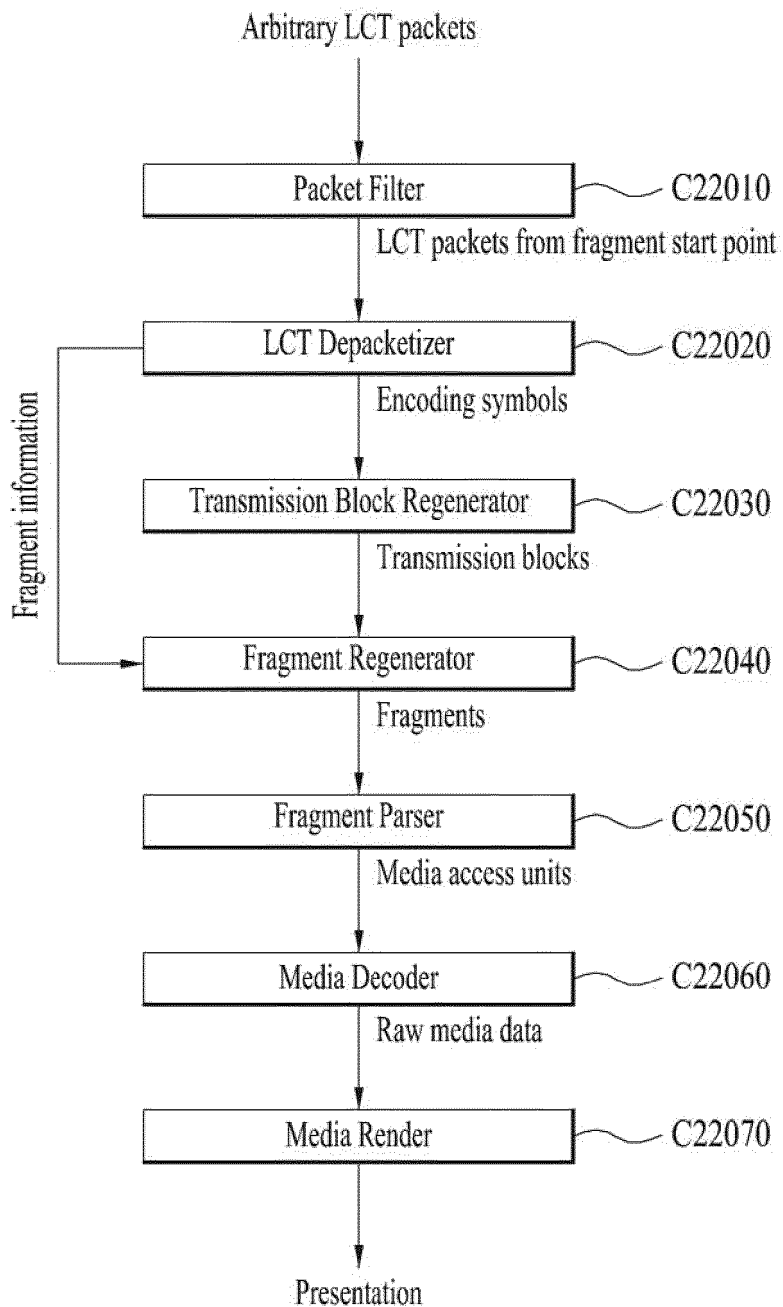 Arbitrary LCT packets
Packet Filter
C22010
LCT packets from fragment start point
LCT Depacketizer
C22020
Encoding symbols
Fragment information
Transmission Block Regenerator
C22030
Transmission blocks
Fragment Regenerator
C22040
Fragments
Fragment Parser
C22050
Media access units
Media Decoder
C22060
Raw media data
Media Render
C22070
Presentation